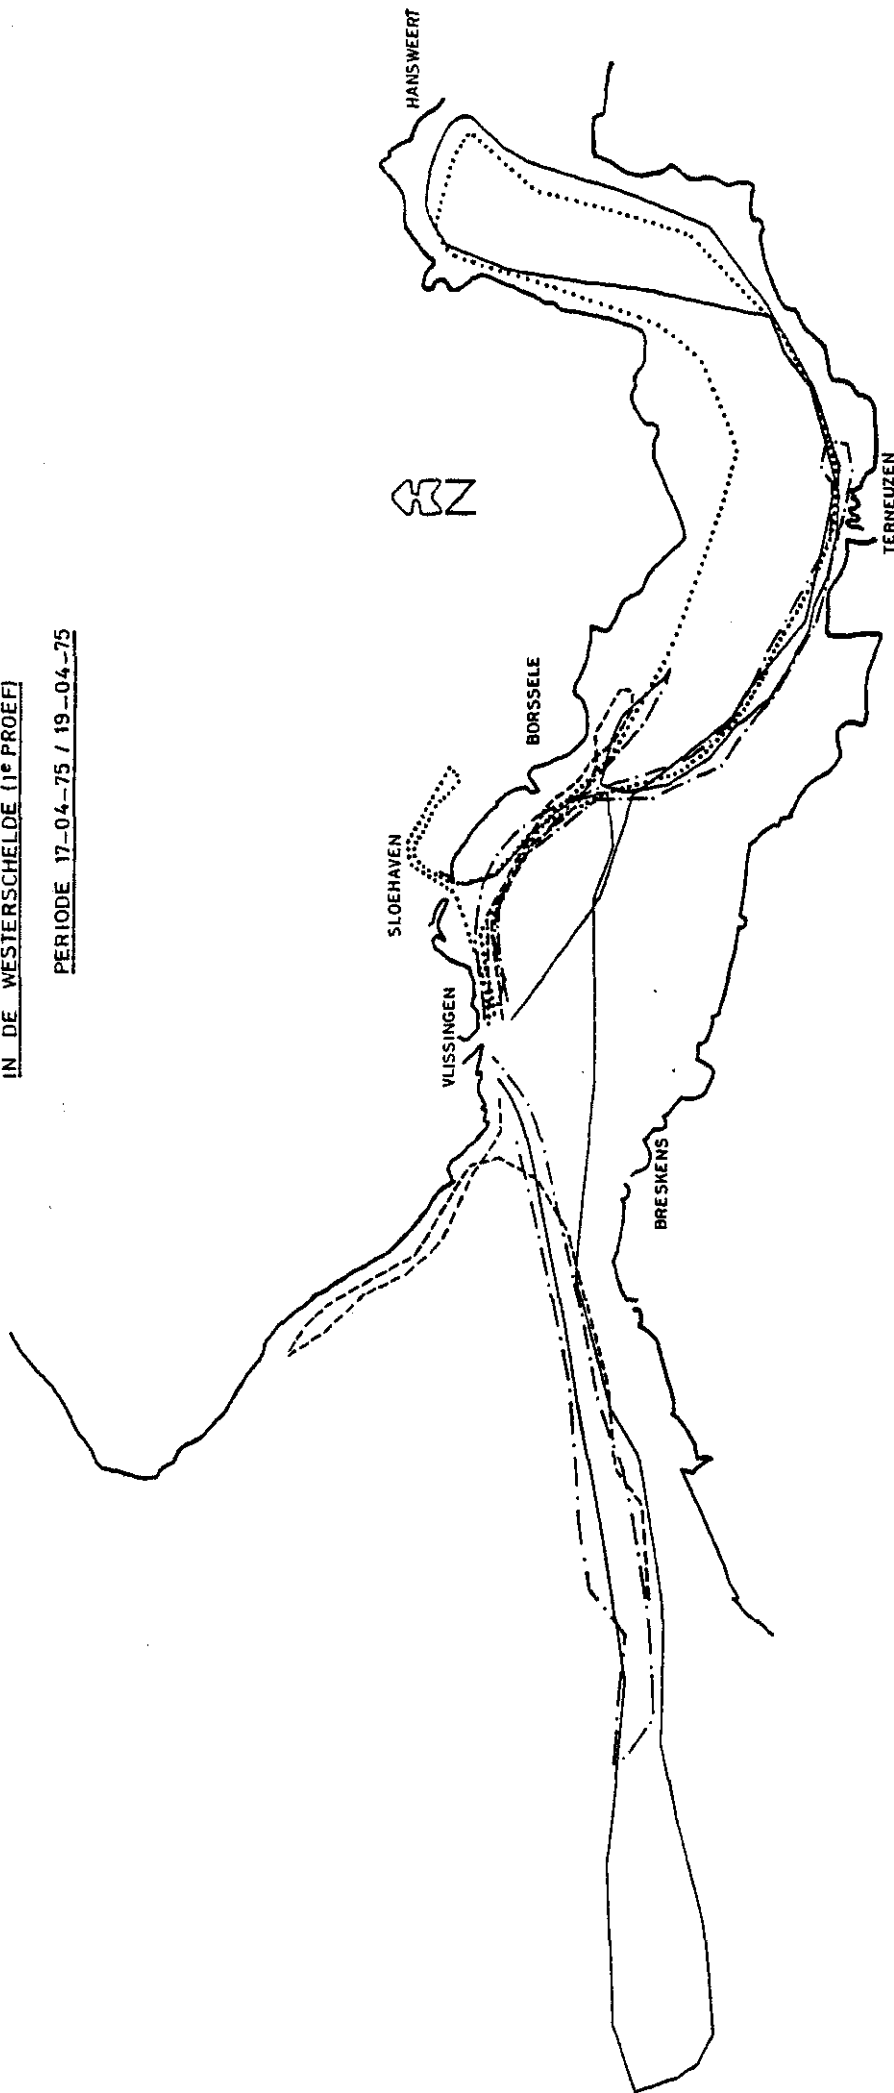 IN DE WESTERSCHELDE (1e PROEF)
PERIODE 17-04-75 / 19-04-75
HANSWEERT
N
TERNEUZEN
BORSSELE
SLOEHAVEN
VLISSINGEN
BRESKENS